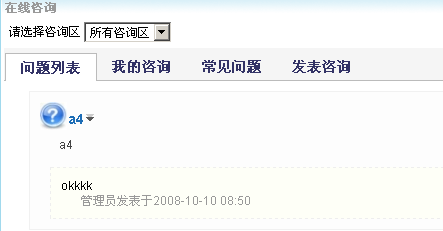 在线咨询
请选择咨询区 所有咨询区
问题列表 我的咨询 常见问题 发表咨询
a4
a4
okkkk
管理员发表于2008-10-10 08:50